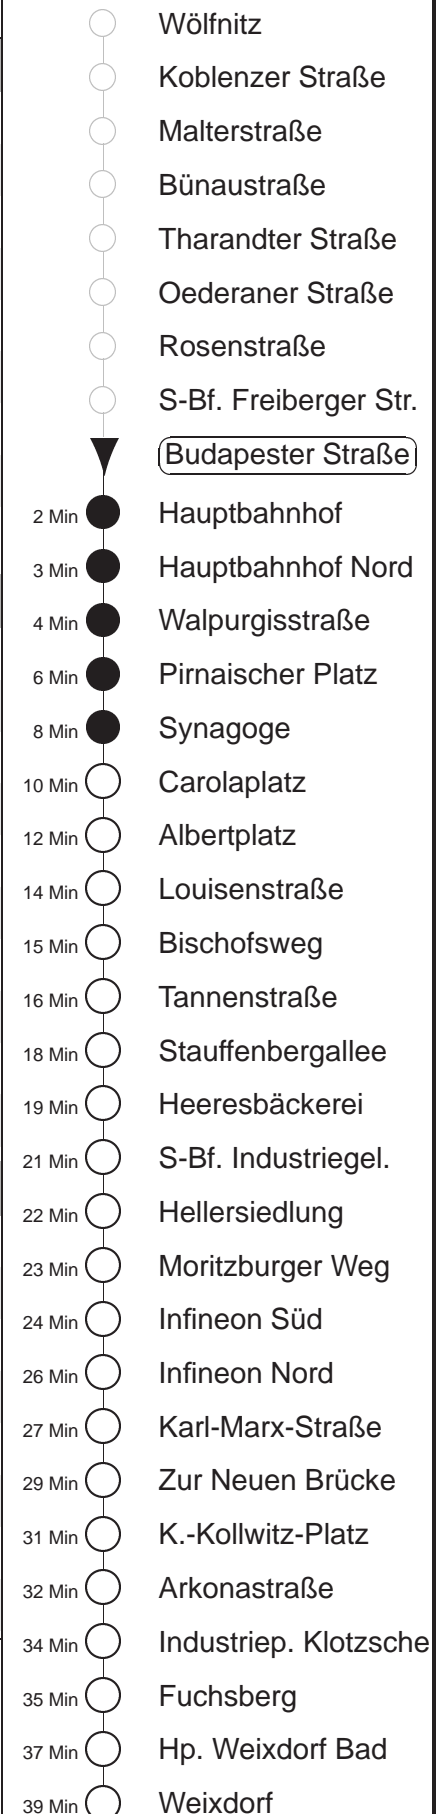 Wölfnitz
Koblenzer Straße
Malterstraße
Bünaustraße
Tharandter Straße
Oederaner Straße
Rosenstraße
S-Bf. Freiberger Str.
Budapester Straße
2 Min Hauptbahnhof
3 Min Hauptbahnhof Nord
4 Min Walpurgisstraße
6 Min Pirnaischer Platz
8 Min Synagoge
10 Min Carolaplatz
12 Min Albertplatz
14 Min Louisenstraße
15 Min Bischofsweg
16 Min Tannenstraße
18 Min Stauffenbergallee
19 Min Heeresbäckerei
21 Min S-Bf. Industriegel.
22 Min Hellersiedlung
23 Min Moritzburger Weg
24 Min Infineon Süd
26 Min Infineon Nord
27 Min Karl-Marx-Straße
29 Min Zur Neuen Brücke
31 Min K.-Kollwitz-Platz
32 Min Arkonastraße
34 Min Industriep. Klotzsche
35 Min Fuchsberg
37 Min Hp. Weixdorf Bad
39 Min Weixdorf